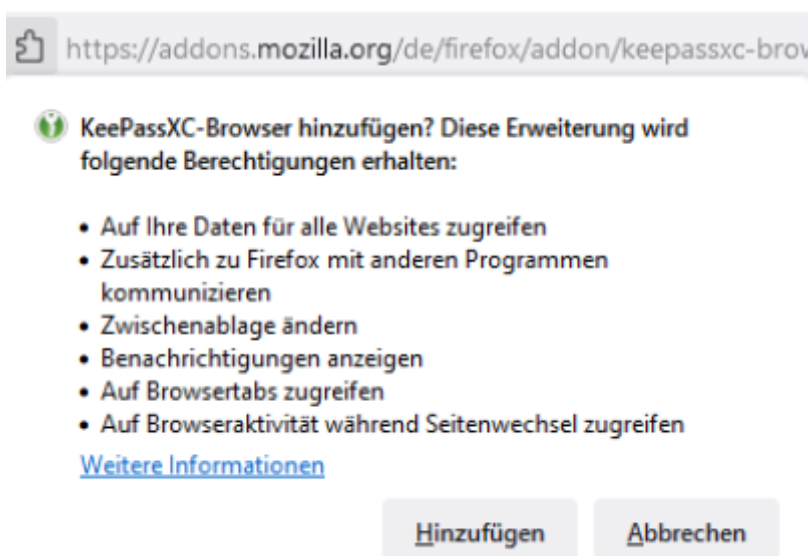 https://addons.mozilla.org/de/firefox/addon/keepassxc-brow
KeePassXC-Browser hinzufügen? Diese Erweiterung wird
folgende Berechtigungen erhalten:
• Auf Ihre Daten für alle Websites zugreifen
• Zusätzlich zu Firefox mit anderen Programmen
kommunizieren
• Zwischenablage ändern
• Benachrichtigungen anzeigen
• Auf Browsertabs zugreifen
• Auf Browseraktivität während Seitenwechsel zugreifen
Weitere Informationen
Hinzufügen Abbrechen